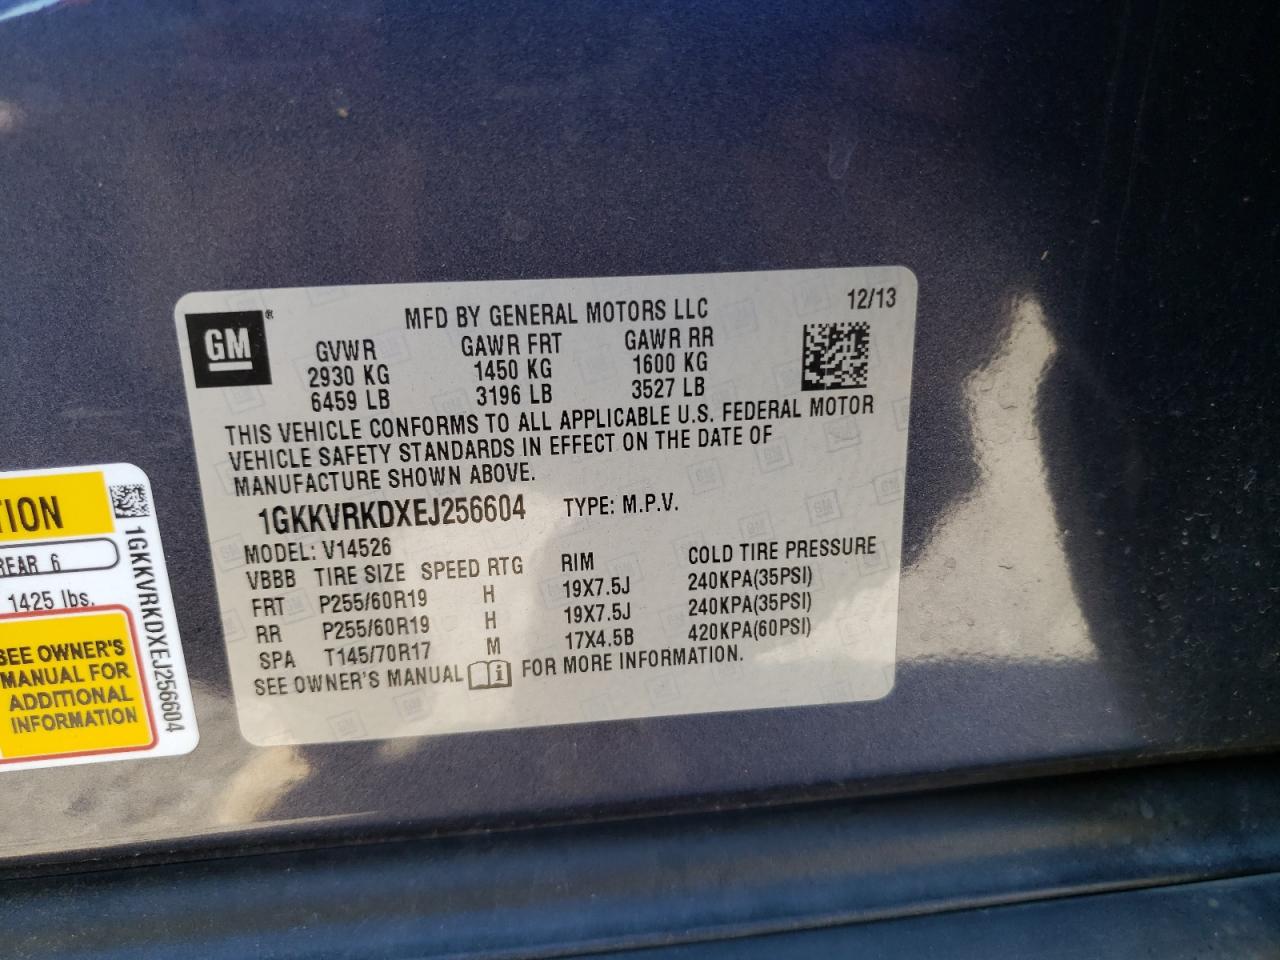 GM®
MFD BY GENERAL MOTORS LLC 12/13
GVWR GAWR FRT GAWR RR
2930 KG 1450 KG 1600 KG
6459 LB 3196 LB 3527 LB
THIS VEHICLE CONFORMS TO ALL APPLICABLE U.S. FEDERAL MOTOR
VEHICLE SAFETY STANDARDS IN EFFECT ON THE DATE OF
MANUFACTURE SHOWN ABOVE.
1GKKVRKDXEJ256604 TYPE: M.P.V.
MODEL: V14526
VBBB TIRE SIZE SPEED RTG RIM COLD TIRE PRESSURE
FRT P255/60R19 H 19X7.5J 240KPA(35PSI)
RR P255/60R19 H 19X7.5J 240KPA(35PSI)
SPA T145/70R17 M 17X4.5B 420KPA(60PSI)
SEE OWNER'S MANUAL FOR MORE INFORMATION.
TION
REAR 6
1425 lbs.
SEE OWNER'S
MANUAL FOR
ADDITIONAL
INFORMATION
1GKKVRKDXEJ256604